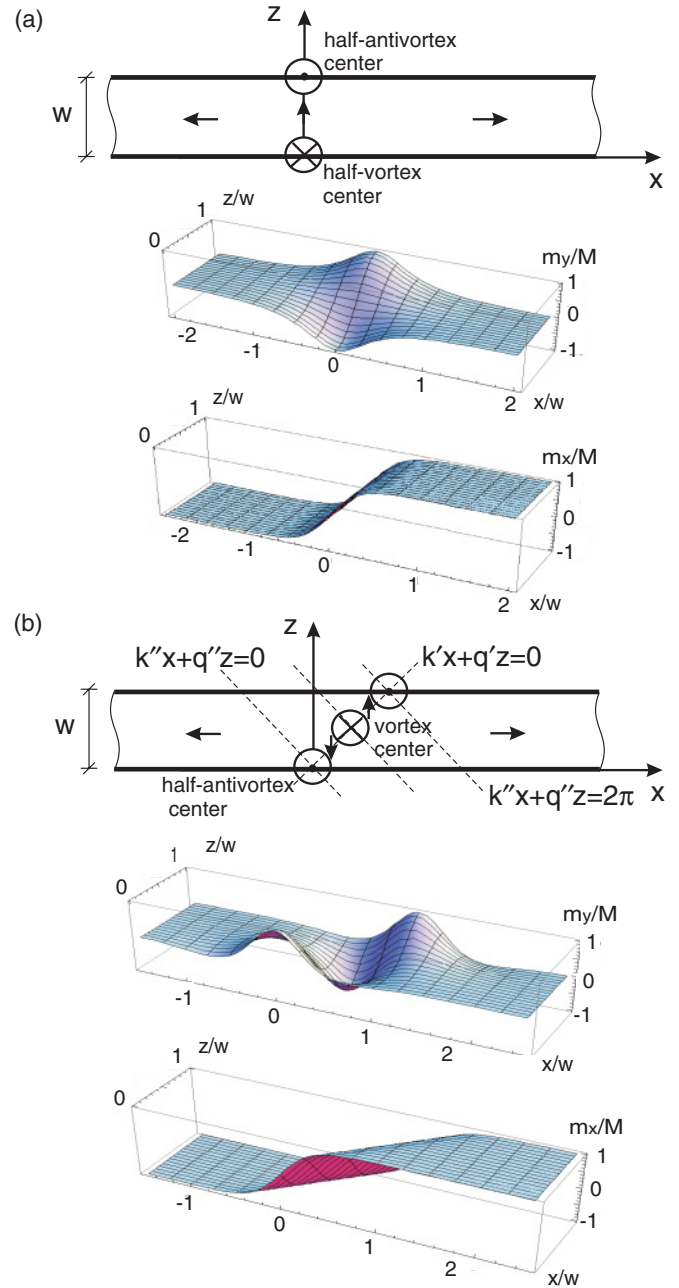 (a)
z
half-antivortex
center
w
half-vortex
center
x
z/w
1
0
my/M
1
0
-1
-2
-1
0
1
2
x/w
z/w
1
0
mx/M
1
0
-1
-2
-1
0
1
2
x/w
(b)
z
k″x+q″z=0
k′x+q′z=0
w
vortex
center
half-antivortex
center
x
k″x+q″z=2π
z/w
1
0
my/M
1
0
-1
-1
0
1
2
x/w
z/w
1
0
mx/M
1
0
-1
-1
0
1
2
x/w